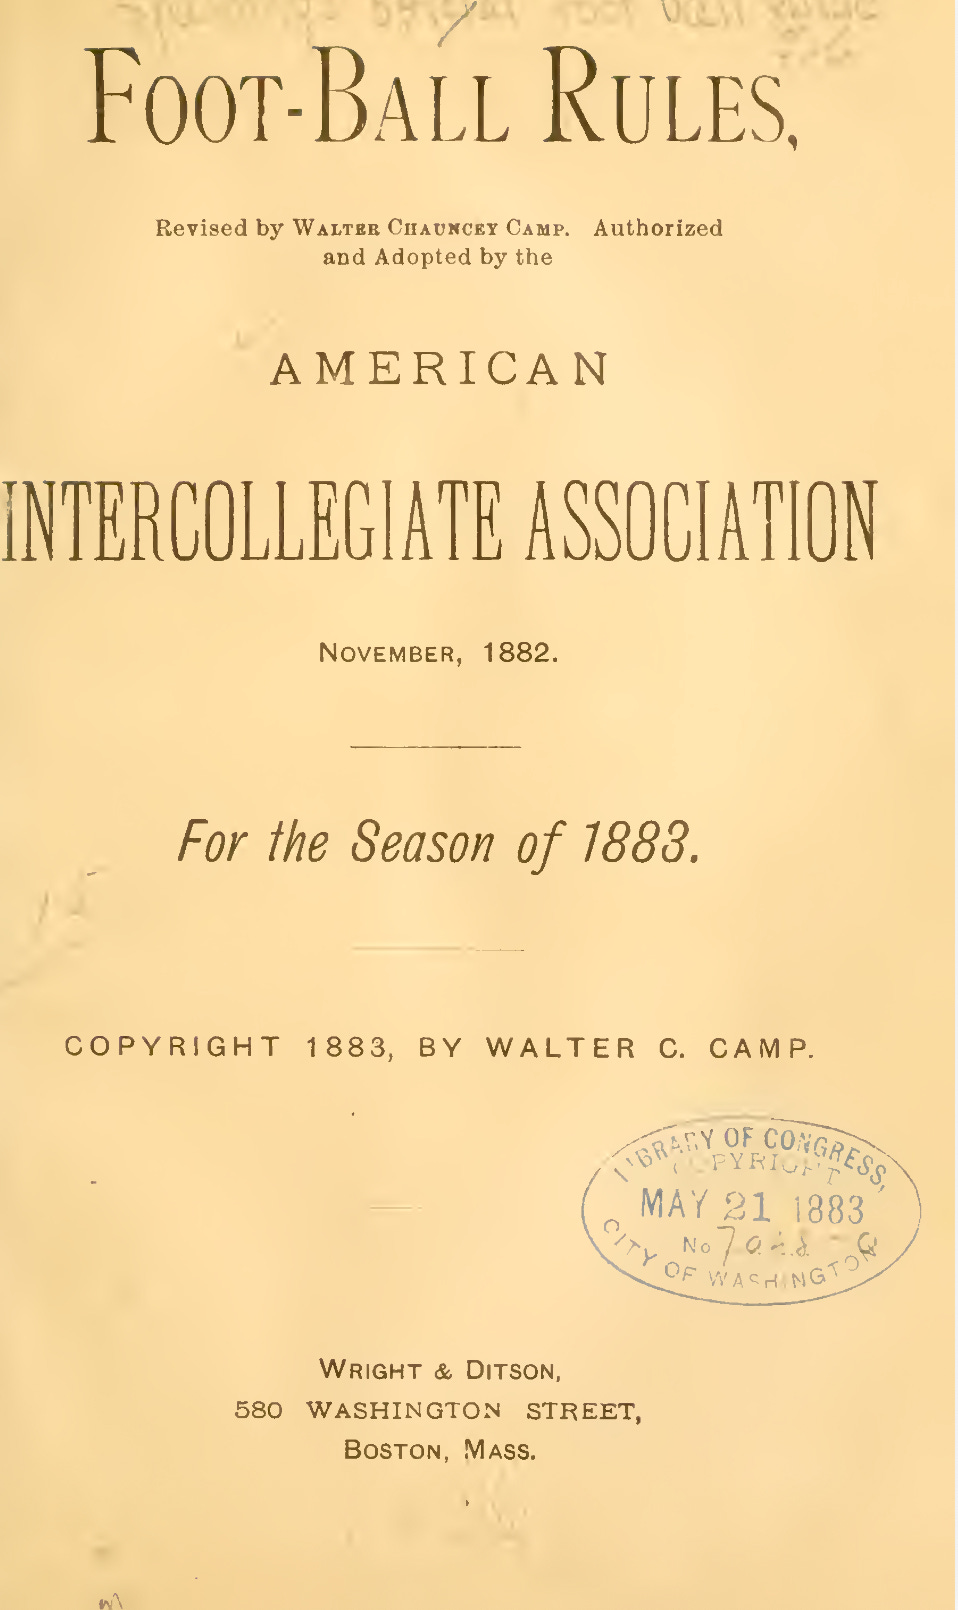 Foot-Ball Rules,
Revised by Walter Chauncey Camp. Authorized
and Adopted by the
AMERICAN
INTERCOLLEGIATE ASSOCIATION
November, 1882.
For the Season of 1883.
COPYRIGHT 1883, BY WALTER C. CAMP.
LIBRARY OF CONGRESS,
COPYRIGHT
MAY 21 1883
No
CITY OF WASHINGTON
Wright & Ditson,
580 WASHINGTON STREET,
Boston, Mass.